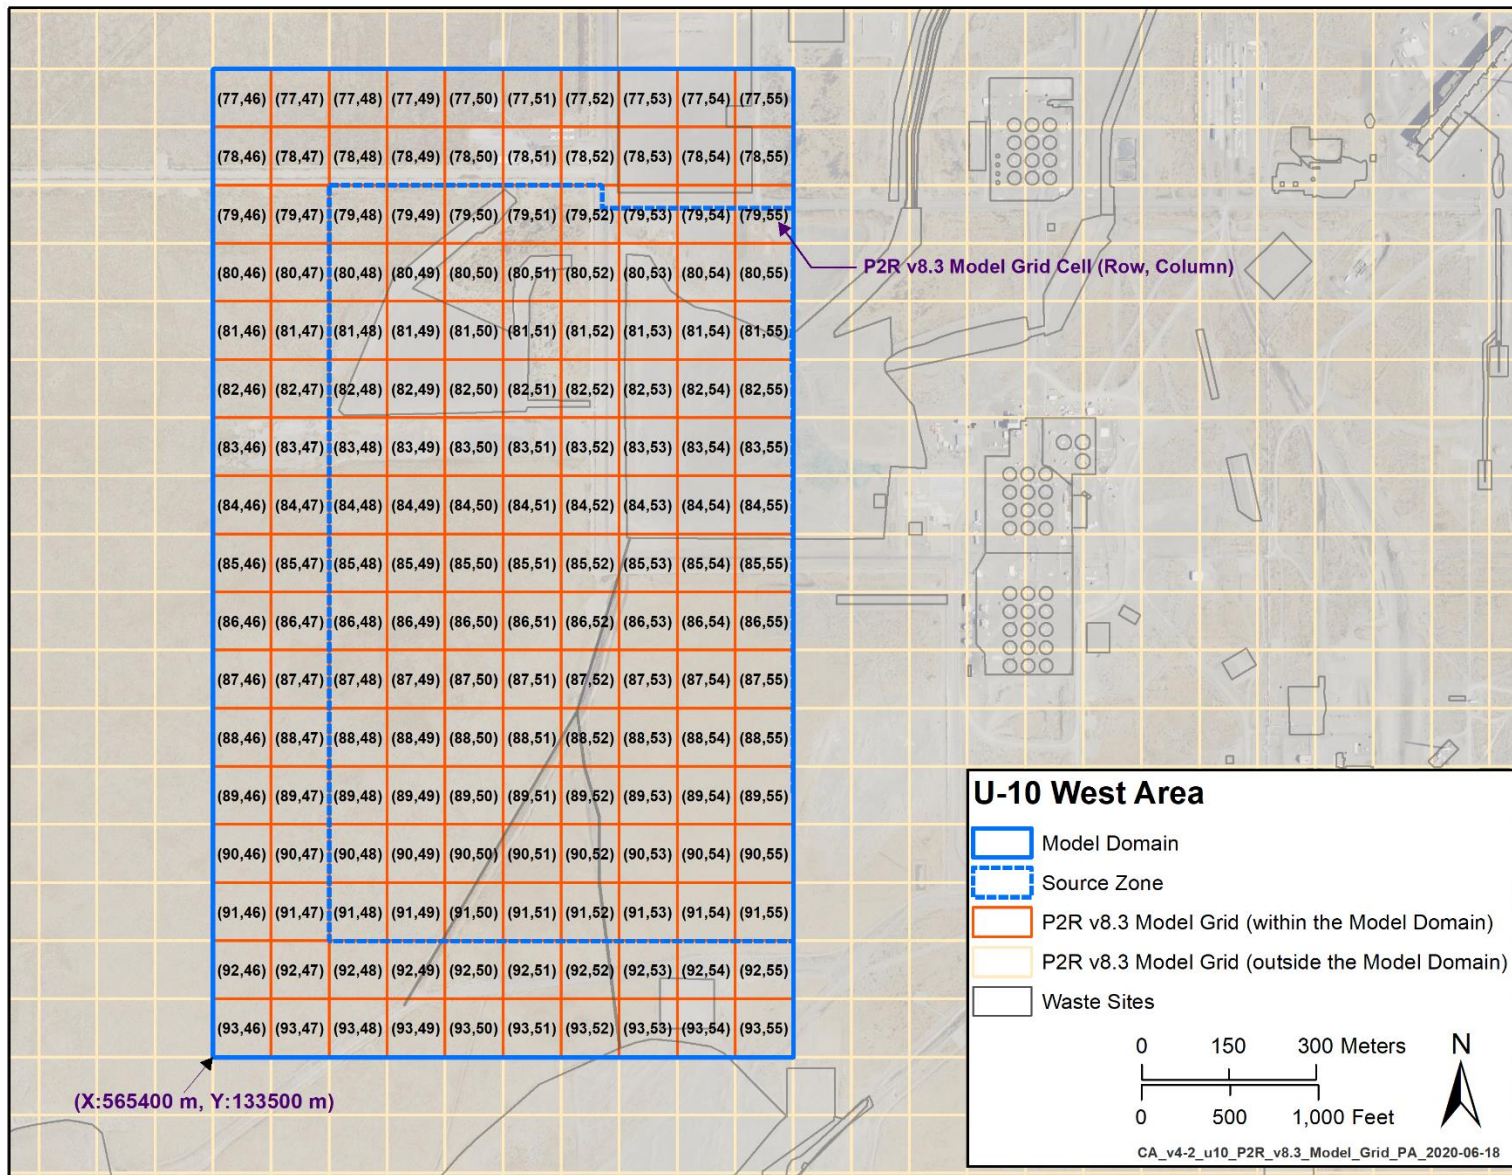 (77,46) (77,47) (77,48) (77,49) (77,50) (77,51) (77,52) (77,53) (77,54) (77,55)
(78,46) (78,47) (78,48) (78,49) (78,50) (78,51) (78,52) (78,53) (78,54) (78,55)
(79,46) (79,47) (79,48) (79,49) (79,50) (79,51) (79,52) (79,53) (79,54) (79,55)
(80,46) (80,47) (80,48) (80,49) (80,50) (80,51) (80,52) (80,53) (80,54) (80,55)
P2R v8.3 Model Grid Cell (Row, Column)
(81,46) (81,47) (81,48) (81,49) (81,50) (81,51) (81,52) (81,53) (81,54) (81,55)
(82,46) (82,47) (82,48) (82,49) (82,50) (82,51) (82,52) (82,53) (82,54) (82,55)
(83,46) (83,47) (83,48) (83,49) (83,50) (83,51) (83,52) (83,53) (83,54) (83,55)
(84,46) (84,47) (84,48) (84,49) (84,50) (84,51) (84,52) (84,53) (84,54) (84,55)
(85,46) (85,47) (85,48) (85,49) (85,50) (85,51) (85,52) (85,53) (85,54) (85,55)
(86,46) (86,47) (86,48) (86,49) (86,50) (86,51) (86,52) (86,53) (86,54) (86,55)
(87,46) (87,47) (87,48) (87,49) (87,50) (87,51) (87,52) (87,53) (87,54) (87,55)
(88,46) (88,47) (88,48) (88,49) (88,50) (88,51) (88,52) (88,53) (88,54) (88,55)
(89,46) (89,47) (89,48) (89,49) (89,50) (89,51) (89,52) (89,53) (89,54) (89,55)
(90,46) (90,47) (90,48) (90,49) (90,50) (90,51) (90,52) (90,53) (90,54) (90,55)
(91,46) (91,47) (91,48) (91,49) (91,50) (91,51) (91,52) (91,53) (91,54) (91,55)
(92,46) (92,47) (92,48) (92,49) (92,50) (92,51) (92,52) (92,53) (92,54) (92,55)
(93,46) (93,47) (93,48) (93,49) (93,50) (93,51) (93,52) (93,53) (93,54) (93,55)
(X:565400 m, Y:133500 m)
U-10 West Area
Model Domain
Source Zone
P2R v8.3 Model Grid (within the Model Domain)
P2R v8.3 Model Grid (outside the Model Domain)
Waste Sites
0 150 300 Meters
0 500 1,000 Feet
N
CA_v4-2_u10_P2R_v8.3_Model_Grid_PA_2020-06-18